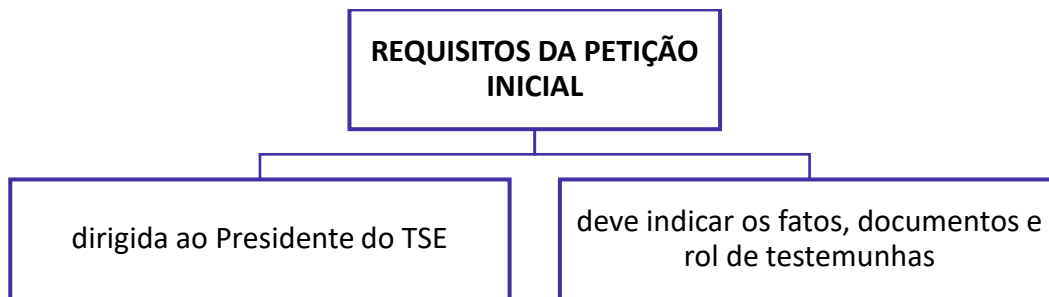 REQUISITOS DA PETIÇÃO
INICIAL
dirigida ao Presidente do TSE
deve indicar os fatos, documentos e
rol de testemunhas